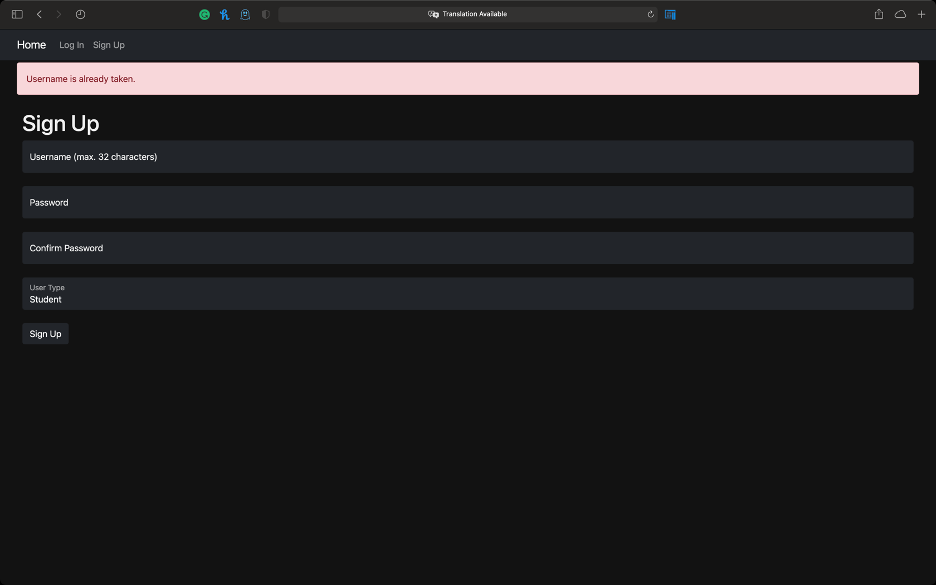 Translation Available
Home Log In Sign Up
Username is already taken.
Sign Up
Username (max. 32 characters)
Password
Confirm Password
User Type
Student
Sign Up